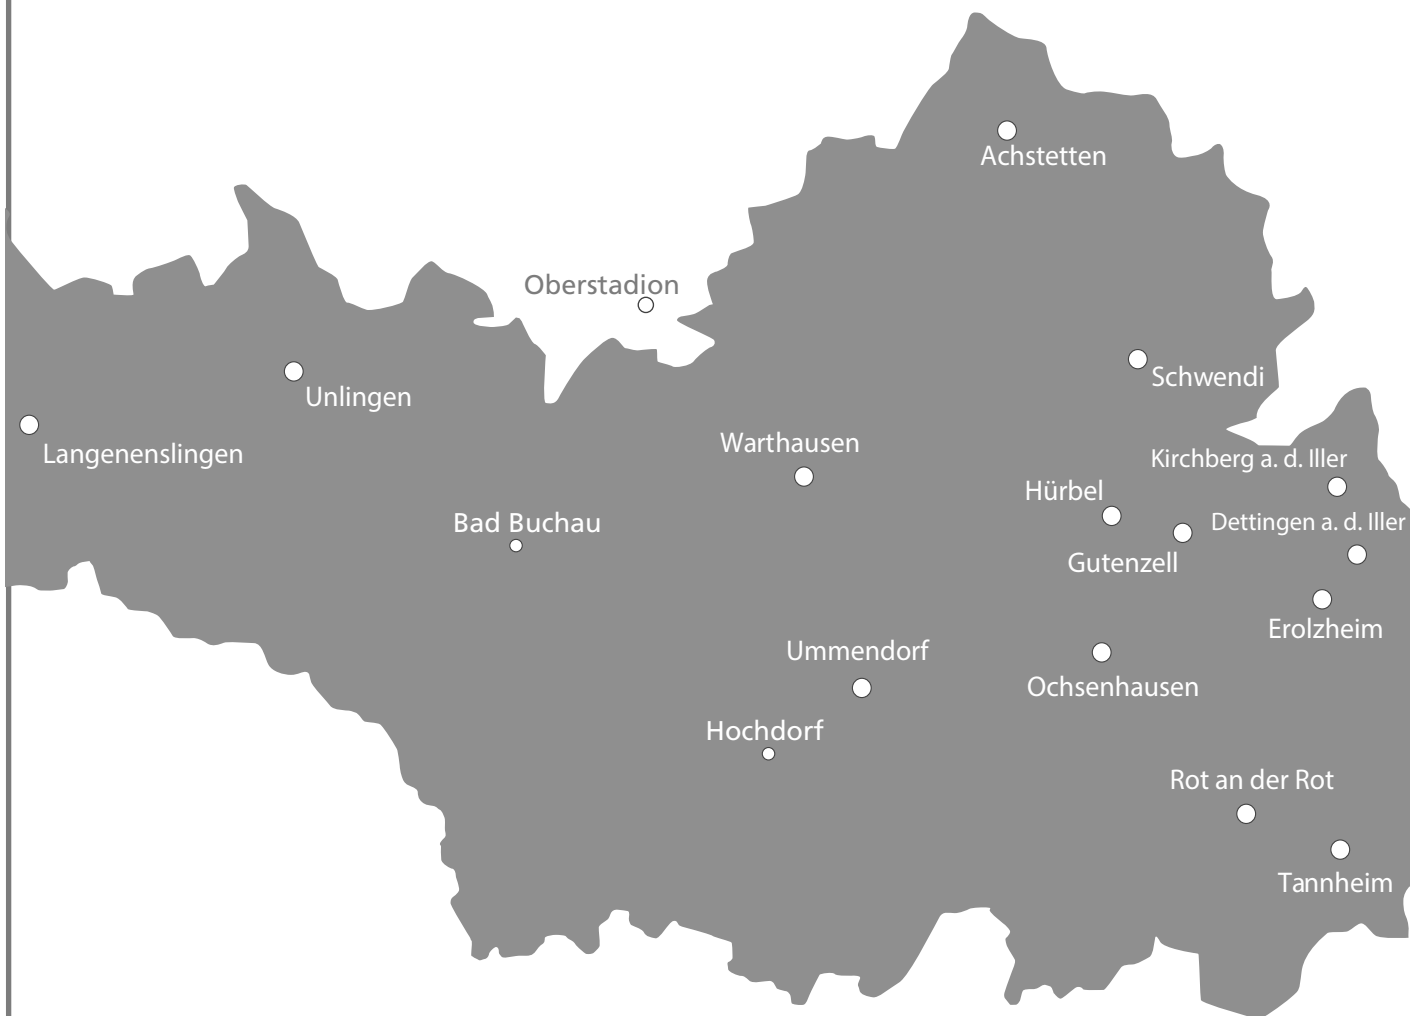 Achstetten
Oberstadion
Schwendi
Unlingen
Langenenslingen
Warthausen
Kirchberg a. d. Iller
Hürbel
Bad Buchau
Dettingen a. d. Iller
Gutenzell
Erolzheim
Ummendorf
Ochsenhausen
Hochdorf
Rot an der Rot
Tannheim